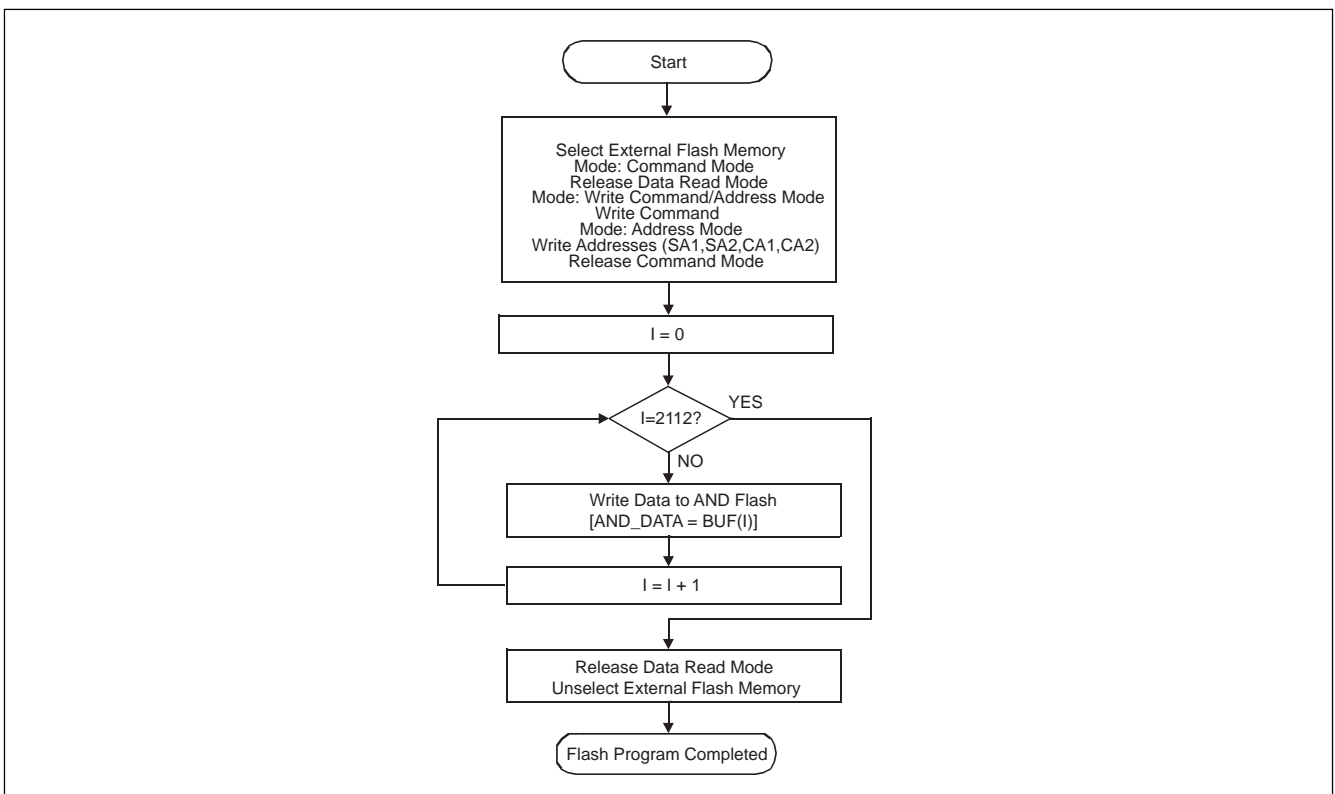 Start
Select External Flash Memory
Mode: Command Mode
Release Data Read Mode
Mode: Write Command/Address Mode
Write Command
Mode: Address Mode
Write Addresses (SA1,SA2,CA1,CA2)
Release Command Mode
I = 0
I=2112?
YES
NO
Write Data to AND Flash
[AND_DATA = BUF(I)]
I = I + 1
Release Data Read Mode
Unselect External Flash Memory
Flash Program Completed